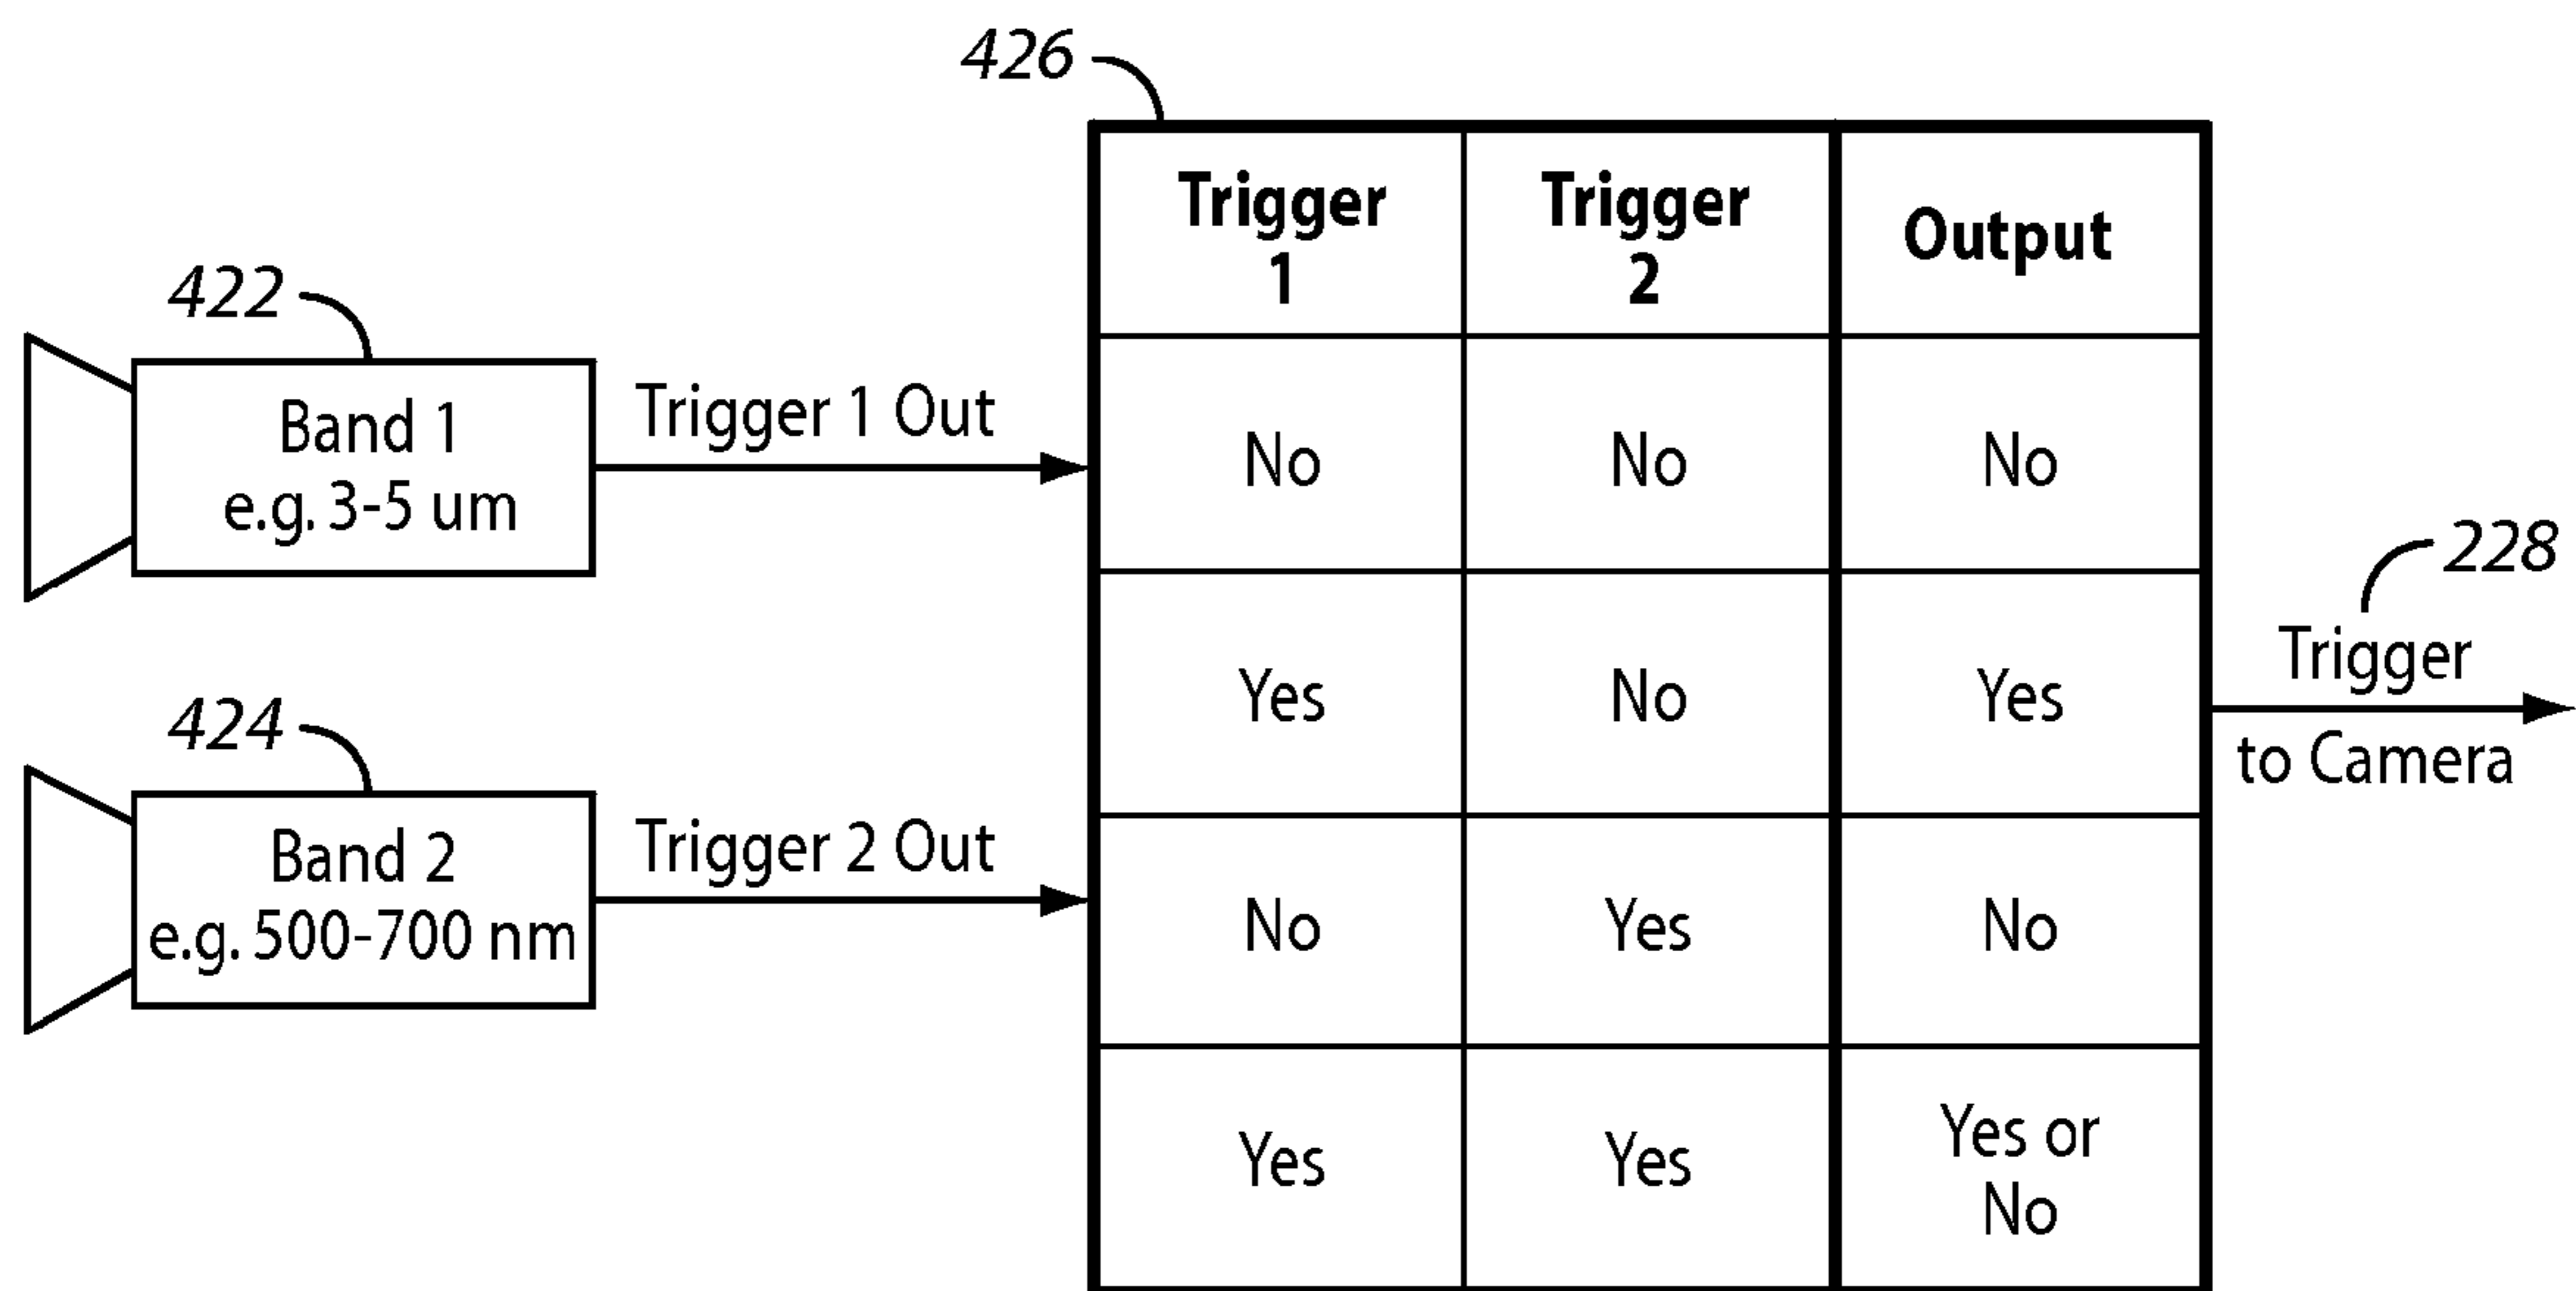 426
Trigger
1
Trigger
2
Output
422
Band 1
e.g. 3-5 um
Trigger 1 Out
No
No
No
228
Trigger
to Camera
Yes
No
Yes
424
Band 2
e.g. 500-700 nm
Trigger 2 Out
No
Yes
No
Yes
Yes
Yes or
No